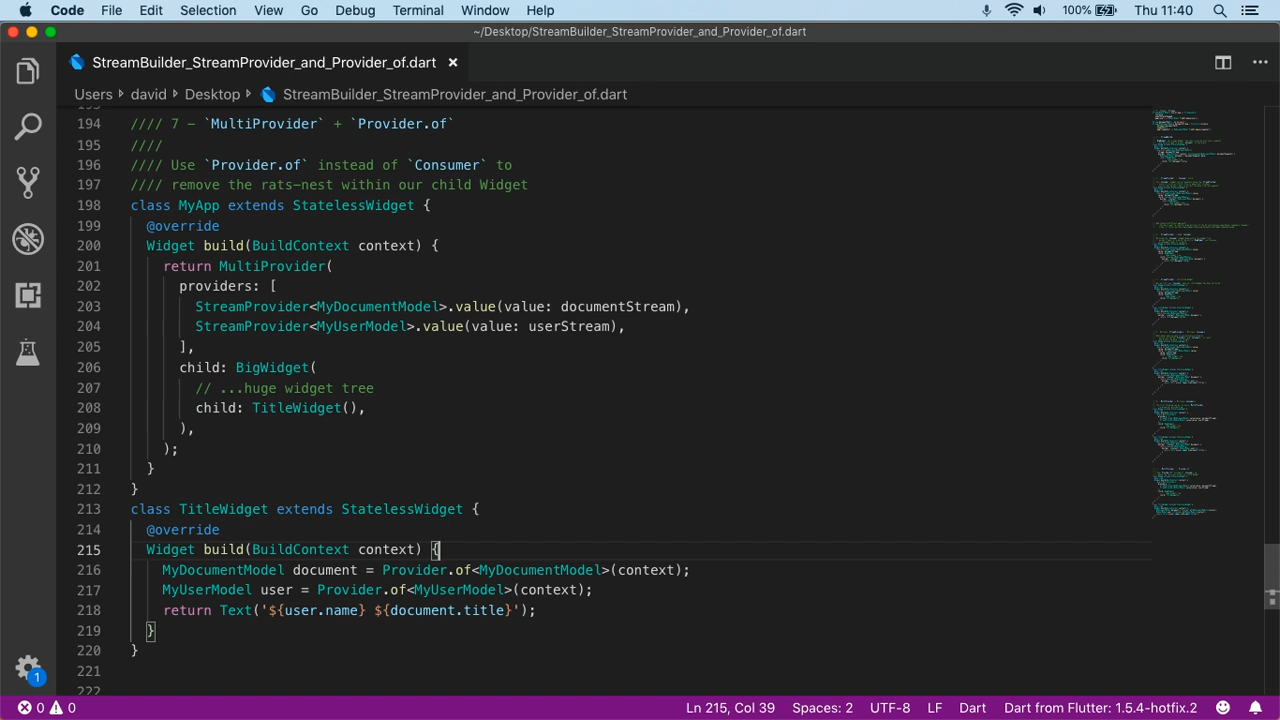 Code File Edit Selection View Go Debug Terminal Window Help 100% Thu 11:40
~/Desktop/StreamBuilder_StreamProvider_and_Provider_of.dart
StreamBuilder_StreamProvider_and_Provider_of.dart ×
Users david Desktop StreamBuilder_StreamProvider_and_Provider_of.dart
194 //// 7 - `MultiProvider` + `Provider.of`
195 ////
196 //// Use `Provider.of` instead of `Consumer` to
197 //// remove the rats-nest within our child Widget
198 class MyApp extends StatelessWidget {
199 @override
200 Widget build(BuildContext context) {
201 return MultiProvider(
202 providers: [
203 StreamProvider<MyDocumentModel>.value(value: documentStream),
204 StreamProvider<MyUserModel>.value(value: userStream),
205 ],
206 child: BigWidget(
207 // ...huge widget tree
208 child: TitleWidget(),
209 ),
210 );
211 }
212 }
213 class TitleWidget extends StatelessWidget {
214 @override
215 Widget build(BuildContext context) {
216 MyDocumentModel document = Provider.of<MyDocumentModel>(context);
217 MyUserModel user = Provider.of<MyUserModel>(context);
218 return Text('${user.name} ${document.title}');
219 }
220 }
221
222
1
0 0 Ln 215, Col 39 Spaces: 2 UTF-8 LF Dart Dart from Flutter: 1.5.4-hotfix.2